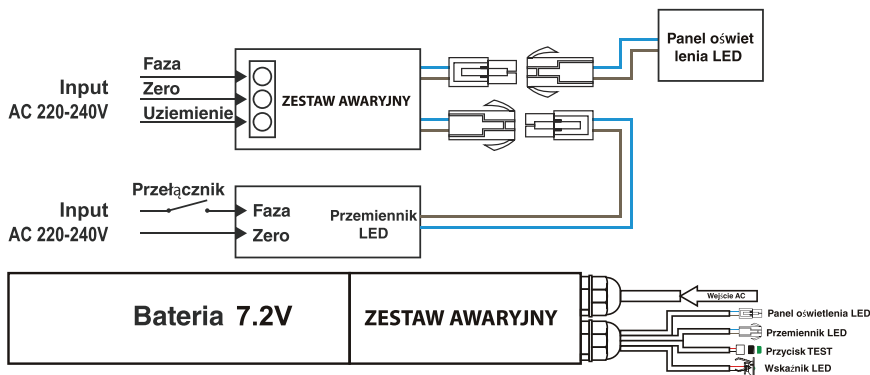 Input
AC 220-240V
Faza
Zero
Uziemienie
ZESTAW AWARYJNY
Panel oświet
lenia LED
Input
AC 220-240V
Przełącznik
Faza
Zero
Przemiennik
LED
Bateria 7.2V
ZESTAW AWARYJNY
Wejście AC
Panel oświetlenia LED
Przemiennik LED
Przycisk TEST
Wskaźnik LED